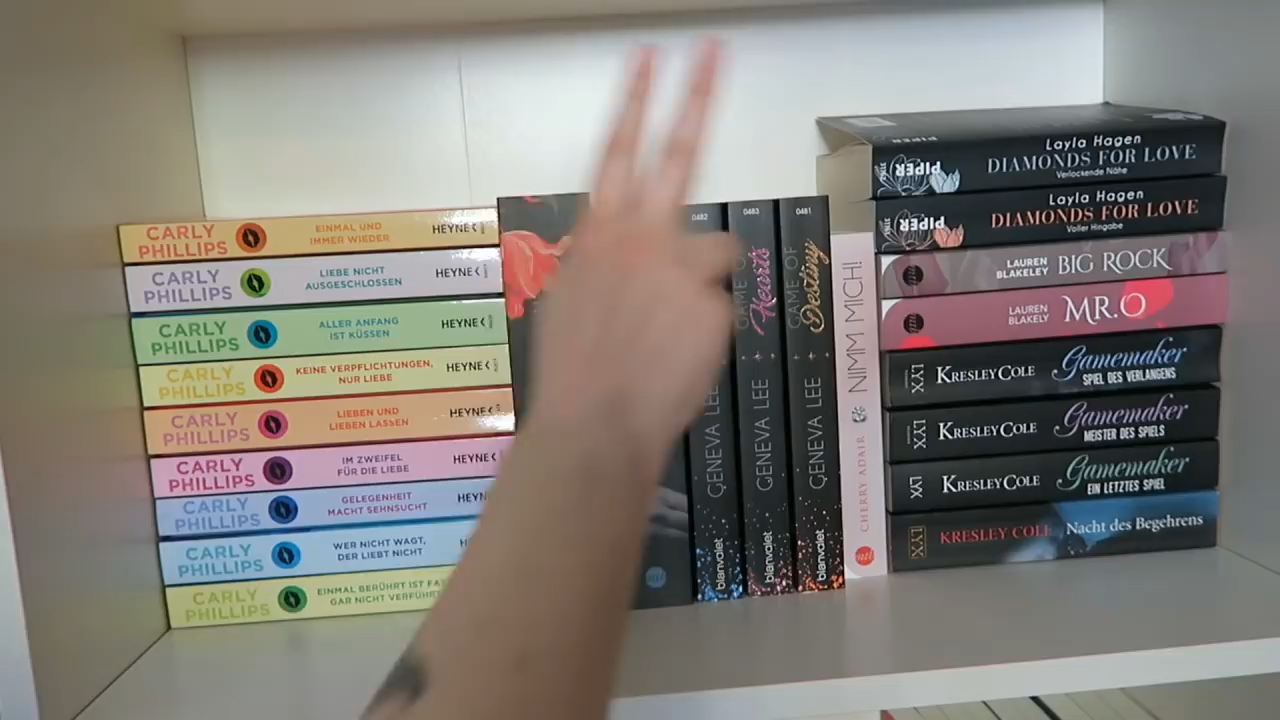 CARLY
PHILLIPS
EINMAL UND
IMMER WIEDER
HEYNE
CARLY
PHILLIPS
LIEBE NICHT
AUSGESCHLOSSEN
HEYNE
CARLY
PHILLIPS
ALLER ANFANG
IST KÜSSEN
HEYNE
CARLY
PHILLIPS
KEINE VERPFLICHTUNGEN,
NUR LIEBE
HEYNE
CARLY
PHILLIPS
LIEBEN UND
LIEBEN LASSEN
HEYNE
CARLY
PHILLIPS
IM ZWEIFEL
FÜR DIE LIEBE
HEYNE
CARLY
PHILLIPS
GELEGENHEIT
MACHT SEHNSUCHT
CARLY
PHILLIPS
WER NICHT WAGT,
DER LIEBT NICHT
CARLY
PHILLIPS
EINMAL BERÜHRT IST
GAR NICHT
0482
GENEVA LEE
blanvalet
0483
GAME OF
Hearts
GENEVA LEE
blanvalet
0481
GAME OF
Destiny
GENEVA LEE
blanvalet
NIMM MICH!
CHERRY ADAIR
PIPER
Layla Hagen
DIAMONDS FOR LOVE
Verlockende Nähe
PIPER
Layla Hagen
DIAMONDS FOR LOVE
Voller Hingabe
LAUREN
BLAKELEY
BIG ROCK
LAUREN
BLAKELY
MR.O
LYX
KRESLEY COLE
Gamemaker
SPIEL DES VERLANGENS
LYX
KRESLEY COLE
Gamemaker
MEISTER DES SPIELS
LYX
KRESLEY COLE
Gamemaker
EIN LETZTES SPIEL
LYX
KRESLEY COLE
Nacht des Begehrens